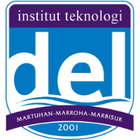 institut teknologi
del
MARTUHAN-MARROHA-MARBISUK
2001